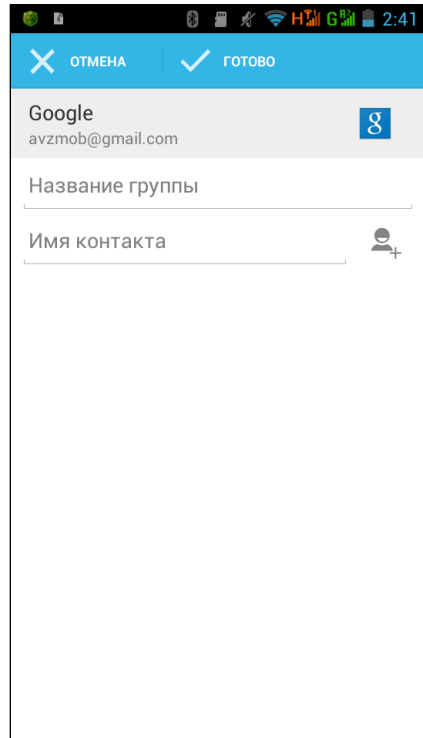 H G R 2:41
ОТМЕНА ГОТОВО
Google
avzmob@gmail.com
g
Название группы
Имя контакта